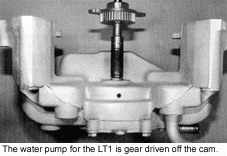 The water pump for the LT1 is gear driven off the cam.